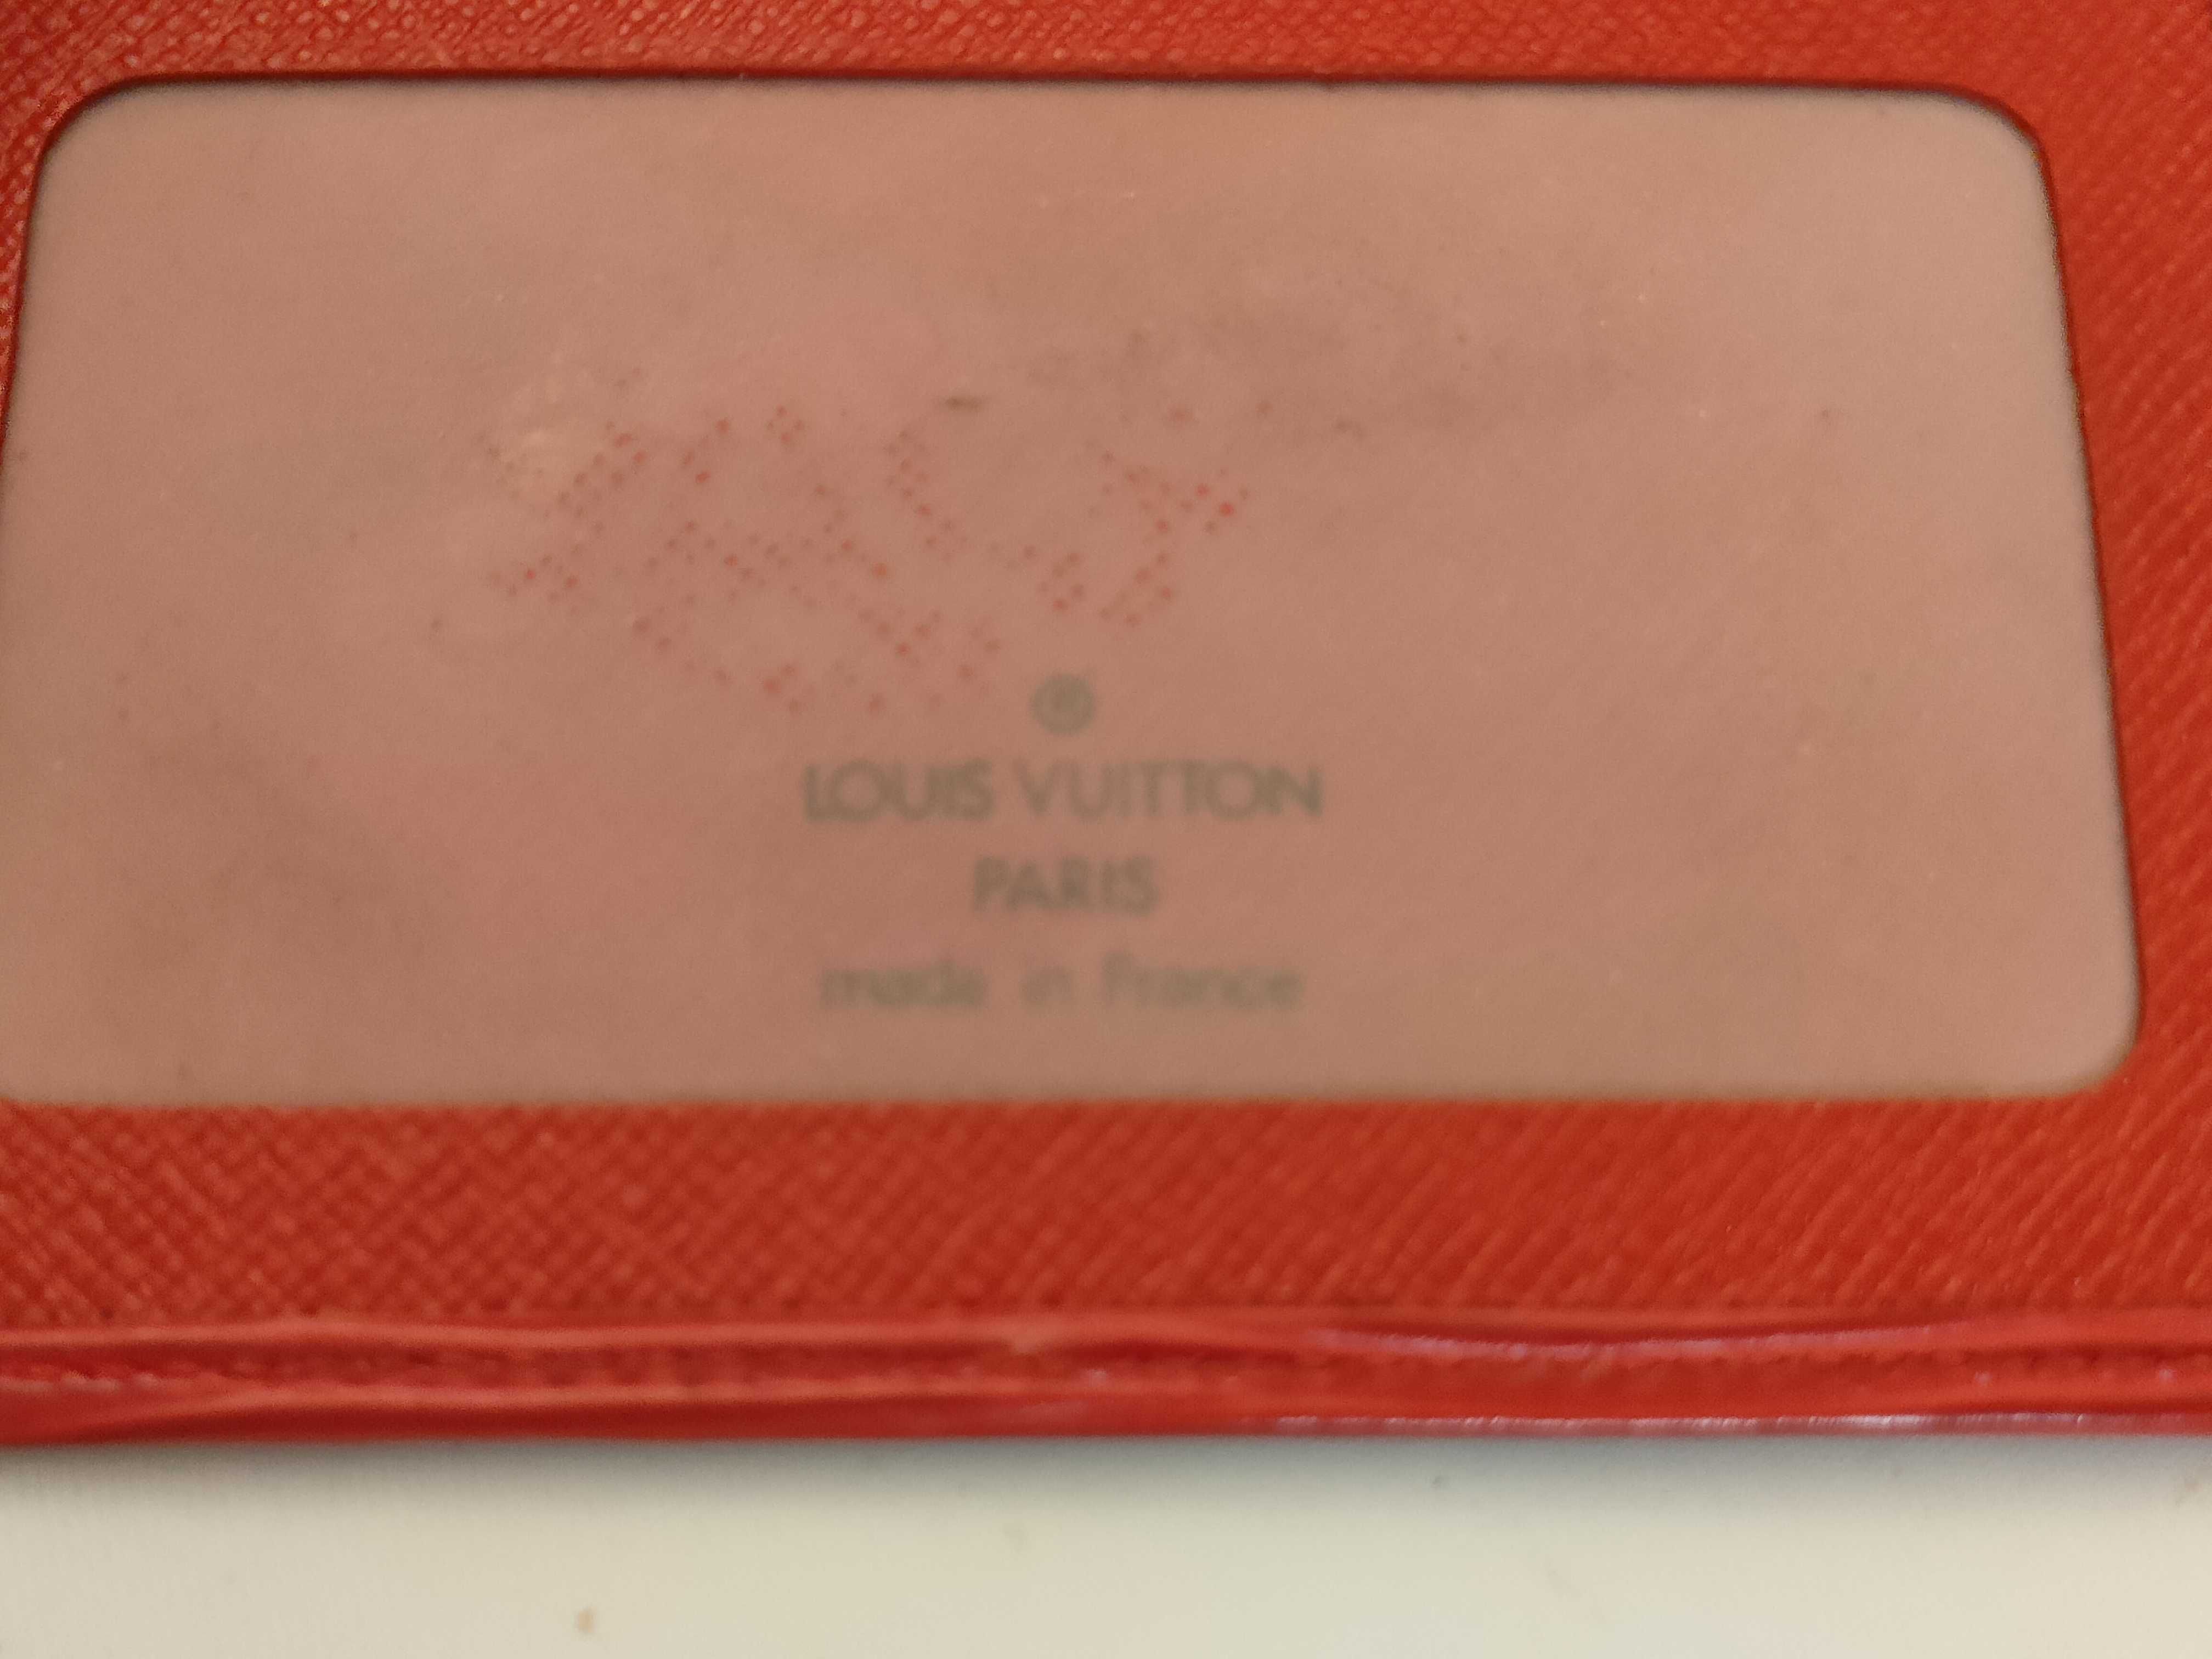 ®
LOUIS VUITTON
PARIS
made in France